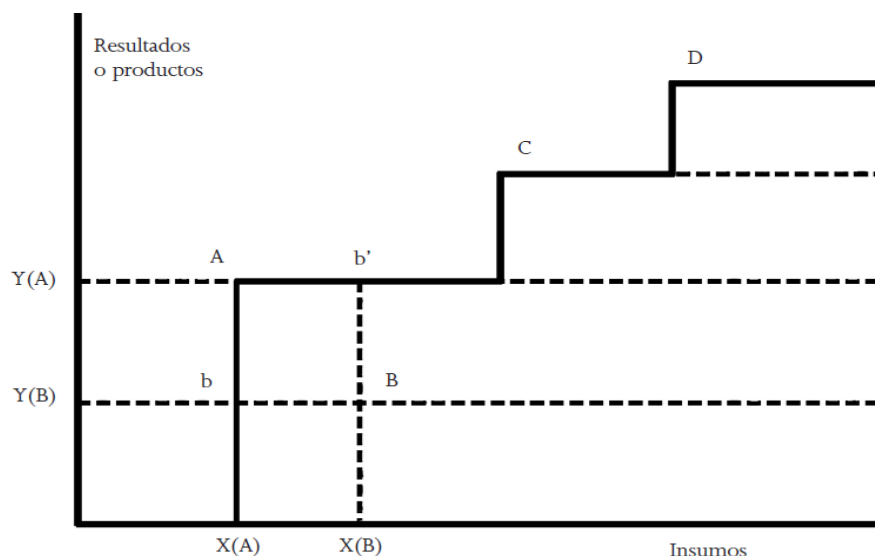 Resultados
o productos
D
C
A
b’
Y(A)
b
B
Y(B)
X(A)
X(B)
Insumos